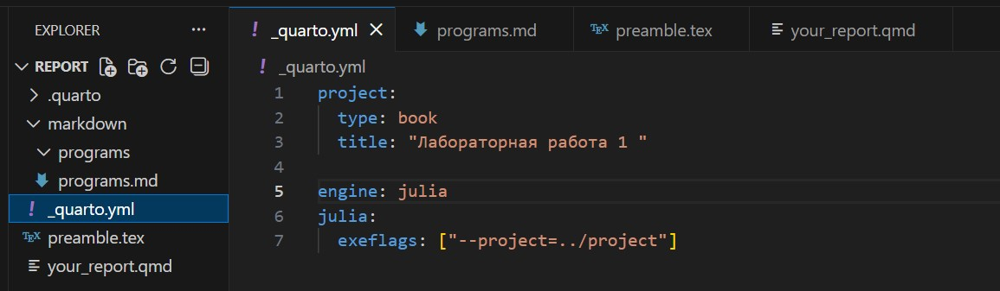 EXPLORER ...
REPORT
.quarto
markdown
programs
programs.md
! _quarto.yml
TEX preamble.tex
your_report.qmd
! _quarto.yml
programs.md
TEX preamble.tex
your_report.qmd
! _quarto.yml
1 project:
2 type: book
3 title: "Лабораторная работа 1 "
4
5 engine: julia
6 julia:
7 exeflags: ["--project=../project"]